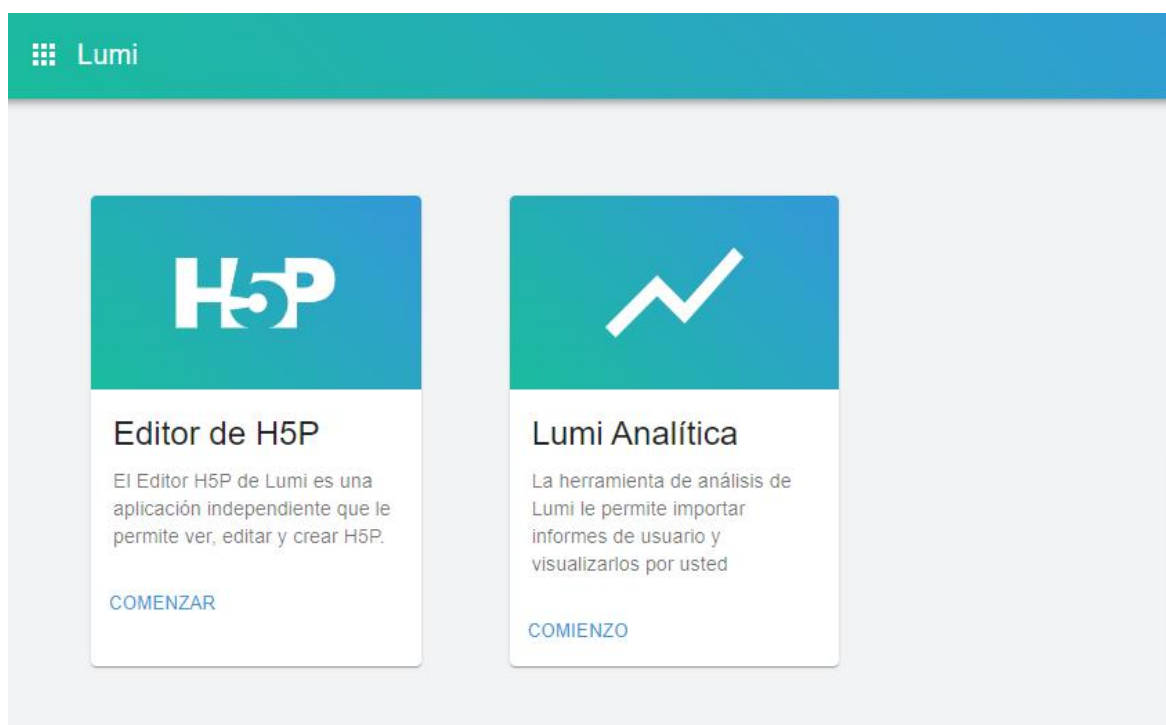 Lumi
H5P
Editor de H5P
El Editor H5P de Lumi es una
aplicación independiente que le
permite ver, editar y crear H5P.
COMENZAR
Lumi Analítica
La herramienta de análisis de
Lumi le permite importar
informes de usuario y
visualizarlos por usted
COMIENZO